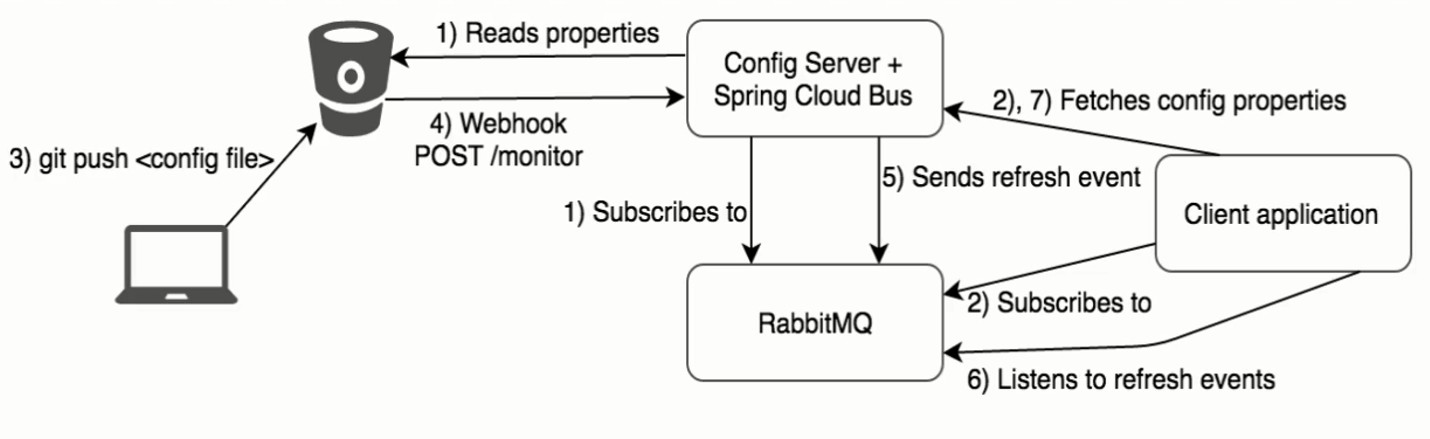 1) Reads properties
Config Server +
Spring Cloud Bus
2), 7) Fetches config properties
4) Webhook
POST /monitor
3) git push <config file>
5) Sends refresh event
1) Subscribes to
Client application
RabbitMQ
2) Subscribes to
6) Listens to refresh events